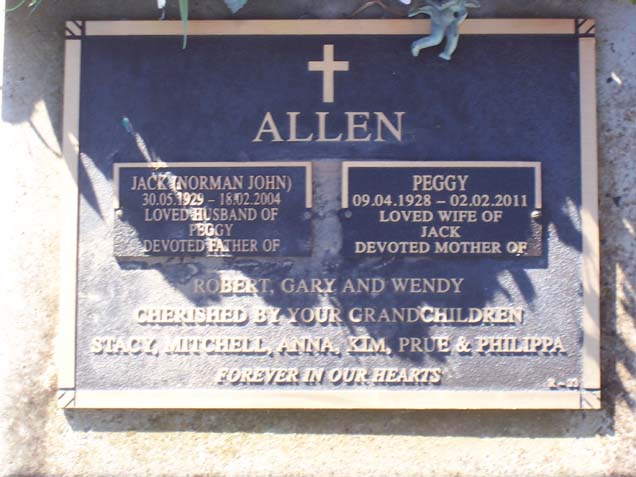 ALLEN
JACK (NORMAN JOHN)
30.05.1929 – 18.02.2004
LOVED HUSBAND OF
PEGGY
DEVOTED FATHER OF
PEGGY
09.04.1928 – 02.02.2011
LOVED WIFE OF
JACK
DEVOTED MOTHER OF
ROBERT, GARY AND WENDY
CHERISHED BY YOUR GRANDCHILDREN
STACY, MITCHELL, ANNA, KIM, PRUE & PHILIPPA
FOREVER IN OUR HEARTS